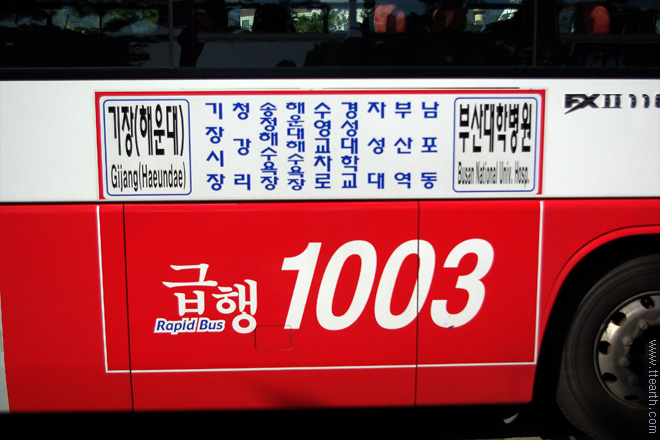 기장(해운대)
Gijang(Haeundae)
기장시장
청강리
송정해수욕장
해운대해수욕장
수영교차로
경성대학교
자성대
부산역
남포동
부산대학병원
Busan National Univ. Hosp.
FX II 116
급행 1003
Rapid Bus
www.ttearth.com